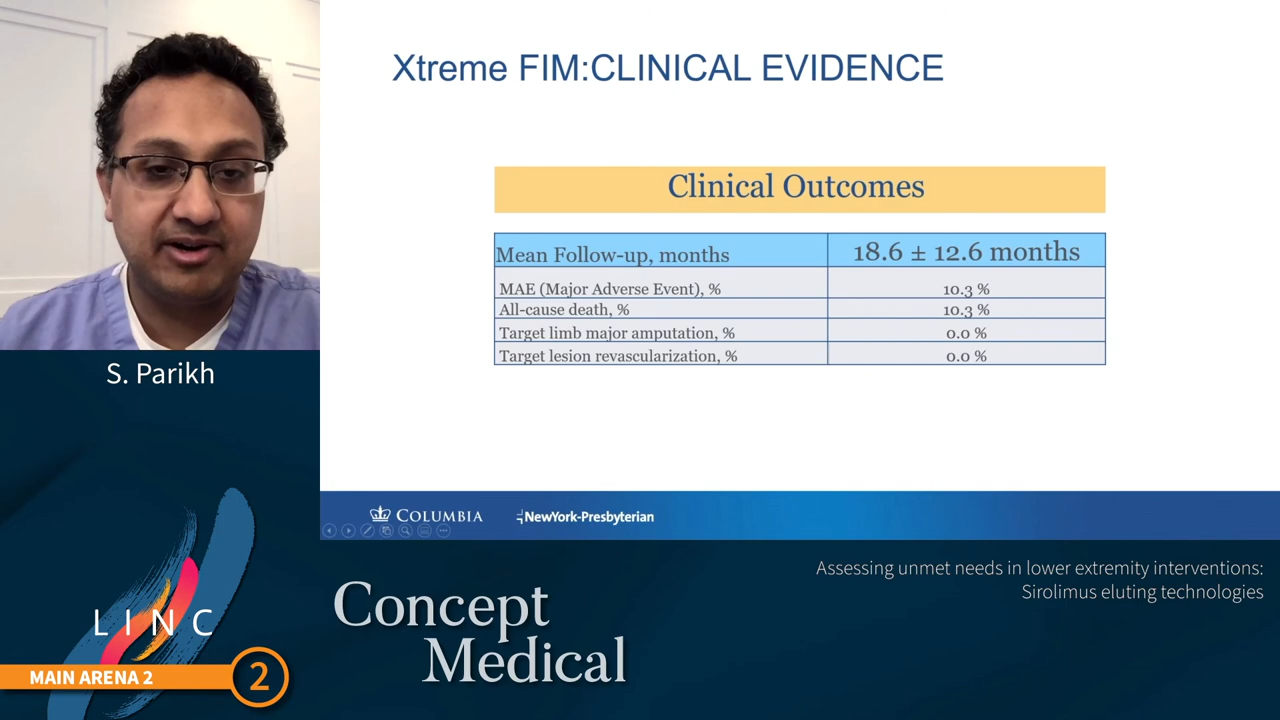 Xtreme FIM:CLINICAL EVIDENCE
Clinical Outcomes
Mean Follow-up, months 18.6 ± 12.6 months
MAE (Major Adverse Event), % 10.3 %
All-cause death, % 10.3 %
Target limb major amputation, % 0.0 %
Target lesion revascularization, % 0.0 %
S. Parikh
COLUMBIA NewYork-Presbyterian
Assessing unmet needs in lower extremity interventions:
Sirolimus eluting technologies
Concept
Medical
LINC
MAIN ARENA 2 2